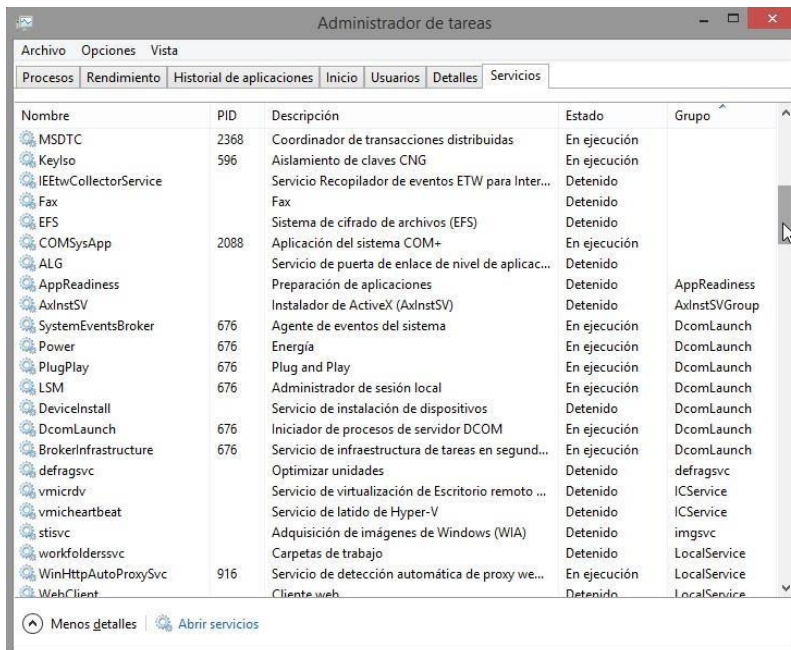 Administrador de tareas
Archivo Opciones Vista
Procesos Rendimiento Historial de aplicaciones Inicio Usuarios Detalles Servicios
Nombre PID Descripción Estado Grupo
MSDTC 2368 Coordinador de transacciones distribuidas En ejecución
KeyIso 596 Aislamiento de claves CNG En ejecución
IEEtwCollectorService Servicio Recopilador de eventos ETW para Inter... Detenido
Fax Fax Detenido
EFS Sistema de cifrado de archivos (EFS) Detenido
COMSysApp 2088 Aplicación del sistema COM+ En ejecución
ALG Servicio de puerta de enlace de nivel de aplicac... Detenido
AppReadiness Preparación de aplicaciones Detenido AppReadiness
AxInstSV Instalador de ActiveX (AxInstSV) Detenido AxInstSVGroup
SystemEventsBroker 676 Agente de eventos del sistema En ejecución DcomLaunch
Power 676 Energía En ejecución DcomLaunch
PlugPlay 676 Plug and Play En ejecución DcomLaunch
LSM 676 Administrador de sesión local En ejecución DcomLaunch
DeviceInstall Servicio de instalación de dispositivos Detenido DcomLaunch
DcomLaunch 676 Iniciador de procesos de servidor DCOM En ejecución DcomLaunch
BrokerInfrastructure 676 Servicio de infraestructura de tareas en segund... En ejecución DcomLaunch
defragsvc Optimizar unidades Detenido defragsvc
vmicrdv Servicio de virtualización de Escritorio remoto ... Detenido ICService
vmicheartbeat Servicio de latido de Hyper-V Detenido ICService
stisvc Adquisición de imágenes de Windows (WIA) Detenido imgsvc
workfolderssvc Carpetas de trabajo Detenido LocalService
WinHttpAutoProxySvc 916 Servicio de detección automática de proxy we... En ejecución LocalService
WebClient Cliente web Detenido LocalService
Menos detalles Abrir servicios